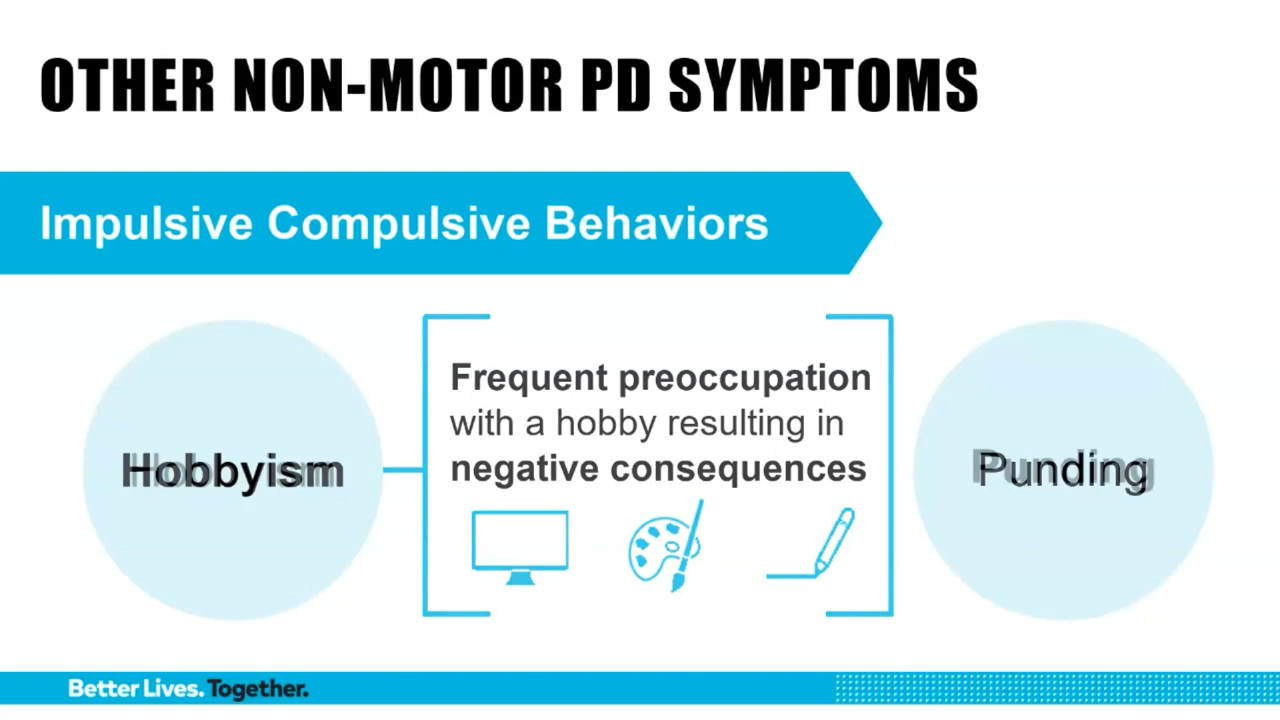 OTHER NON-MOTOR PD SYMPTOMS
Impulsive Compulsive Behaviors
Hobbyism
Frequent preoccupation
with a hobby resulting in
negative consequences
Punding
Better Lives. Together.